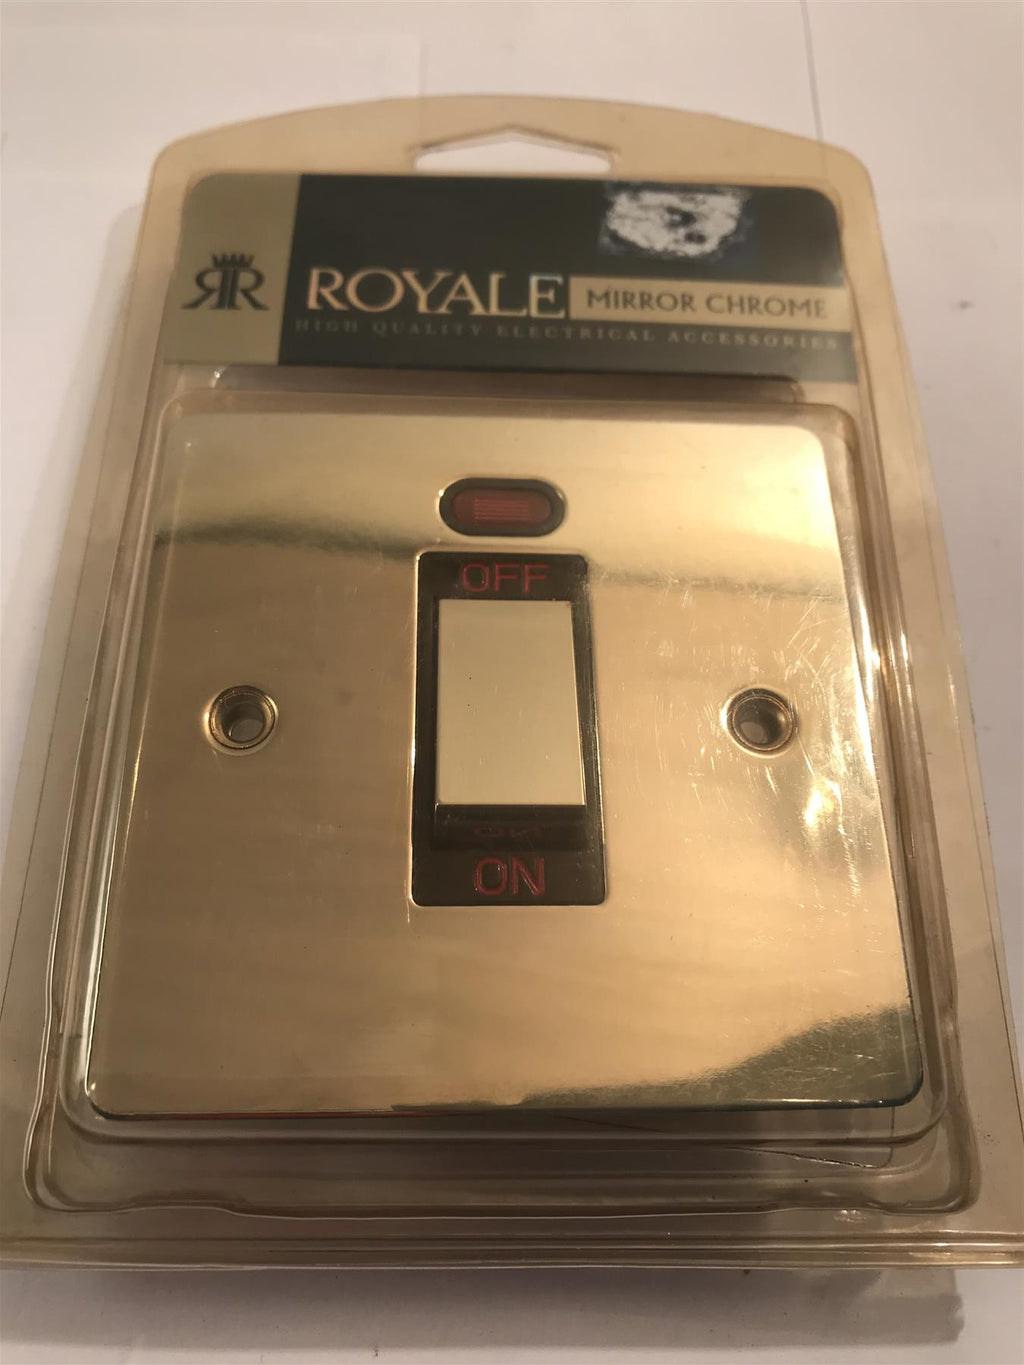 RR
ROYALE
MIRROR CHROME
HIGH QUALITY ELECTRICAL ACCESSORIES
OFF
ON